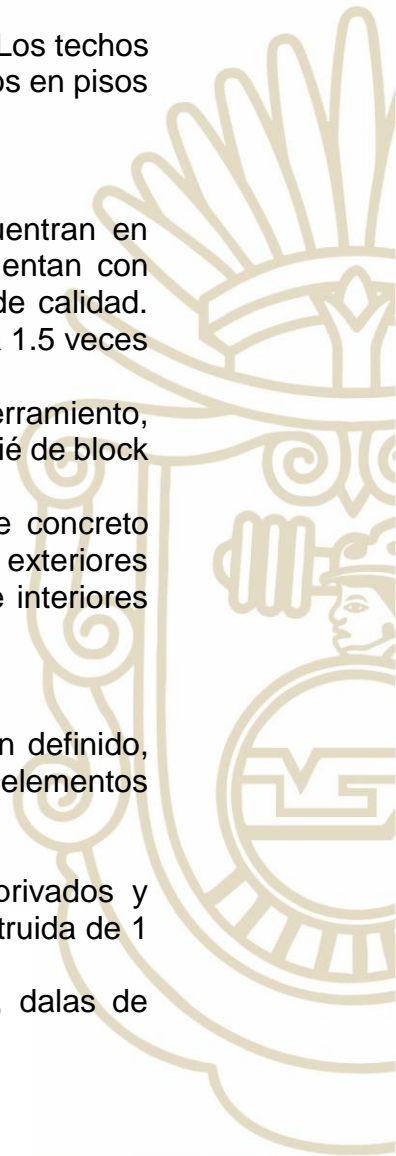 Los techos
os en pisos
uentran en
entan con
de calidad.
1.5 veces
erramiento,
ié de block
e concreto
exteriores
e interiores
n definido,
elementos
privados y
truida de 1
dalas de